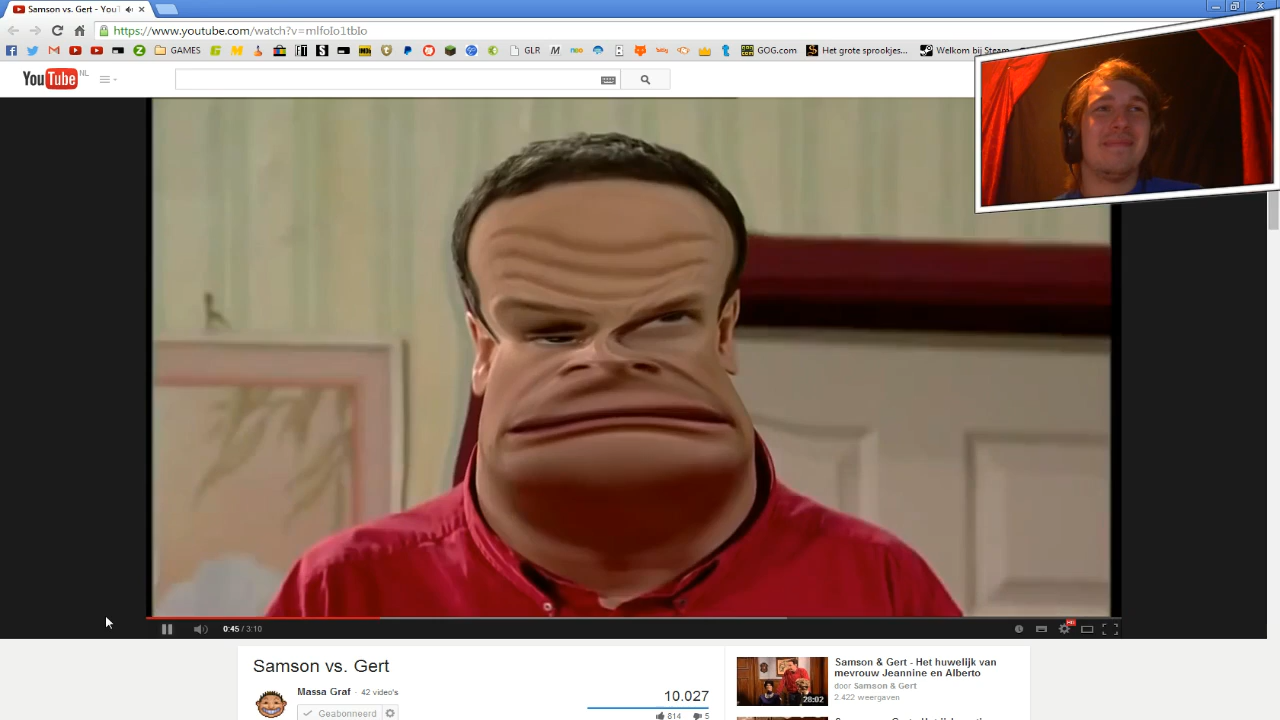 Samson vs. Gert - YouT
https://www.youtube.com/watch?v=mlfolo1tblo
GAMES
GLR
GOG.com
Het grote sprookjes...
Welkom bij Steam
YouTube NL
0:45 / 3:10
HD
Samson vs. Gert
Massa Graf · 42 video's
Geabonneerd
10.027
814
5
28:02
Samson & Gert - Het huwelijk van
mevrouw Jeannine en Alberto
door Samson & Gert
2.422 weergaven